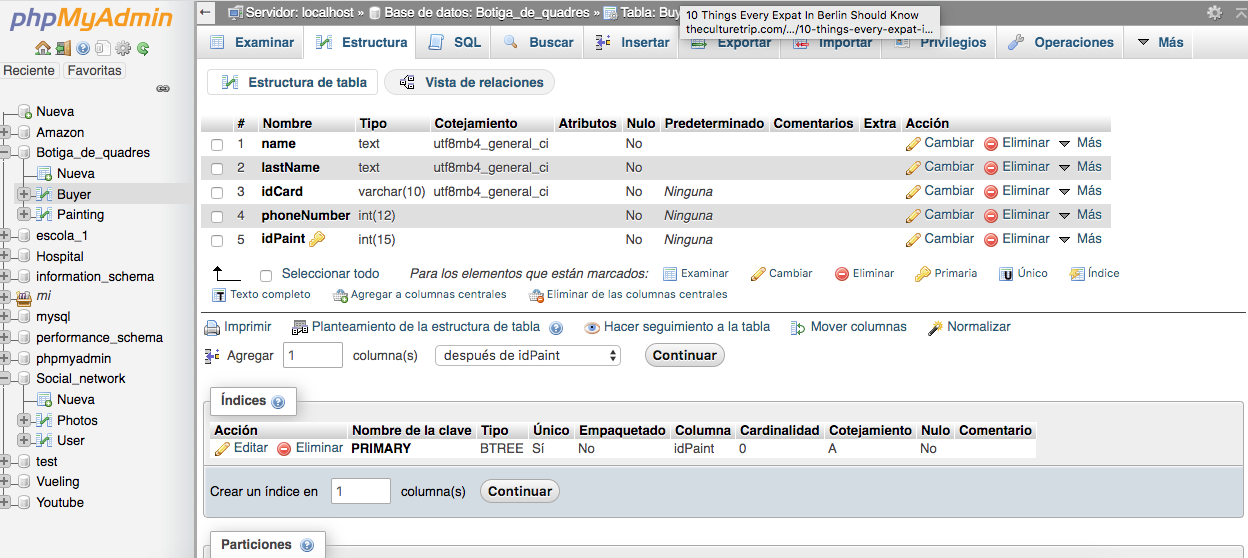 phpMyAdmin
Reciente Favoritas
Nueva
Amazon
Botiga_de_quadres
Nueva
Buyer
Painting
escola_1
Hospital
information_schema
mi
mysql
performance_schema
phpmyadmin
Social_network
Nueva
Photos
User
test
Vueling
Youtube
Servidor: localhost » Base de datos: Botiga_de_quadres » Tabla: Buy
10 Things Every Expat In Berlin Should Know
theculturetrip.com/.../10-things-every-expat-i...
Examinar Estructura SQL Buscar Insertar Exportar Importar Privilegios Operaciones Más
Estructura de tabla Vista de relaciones
# Nombre Tipo Cotejamiento Atributos Nulo Predeterminado Comentarios Extra Acción
1 name text utf8mb4_general_ci No Cambiar Eliminar Más
2 lastName text utf8mb4_general_ci No Cambiar Eliminar Más
3 idCard varchar(10) utf8mb4_general_ci No Ninguna Cambiar Eliminar Más
4 phoneNumber int(12) No Ninguna Cambiar Eliminar Más
5 idPaint int(15) No Ninguna Cambiar Eliminar Más
Seleccionar todo Para los elementos que están marcados: Examinar Cambiar Eliminar Primaria Único Índice
Texto completo Agregar a columnas centrales Eliminar de las columnas centrales
Imprimir Planteamiento de la estructura de tabla Hacer seguimiento a la tabla Mover columnas Normalizar
Agregar 1 columna(s) después de idPaint Continuar
Índices
Acción Nombre de la clave Tipo Único Empaquetado Columna Cardinalidad Cotejamiento Nulo Comentario
Editar Eliminar PRIMARY BTREE Sí No idPaint 0 A No
Crear un índice en 1 columna(s) Continuar
Particiones